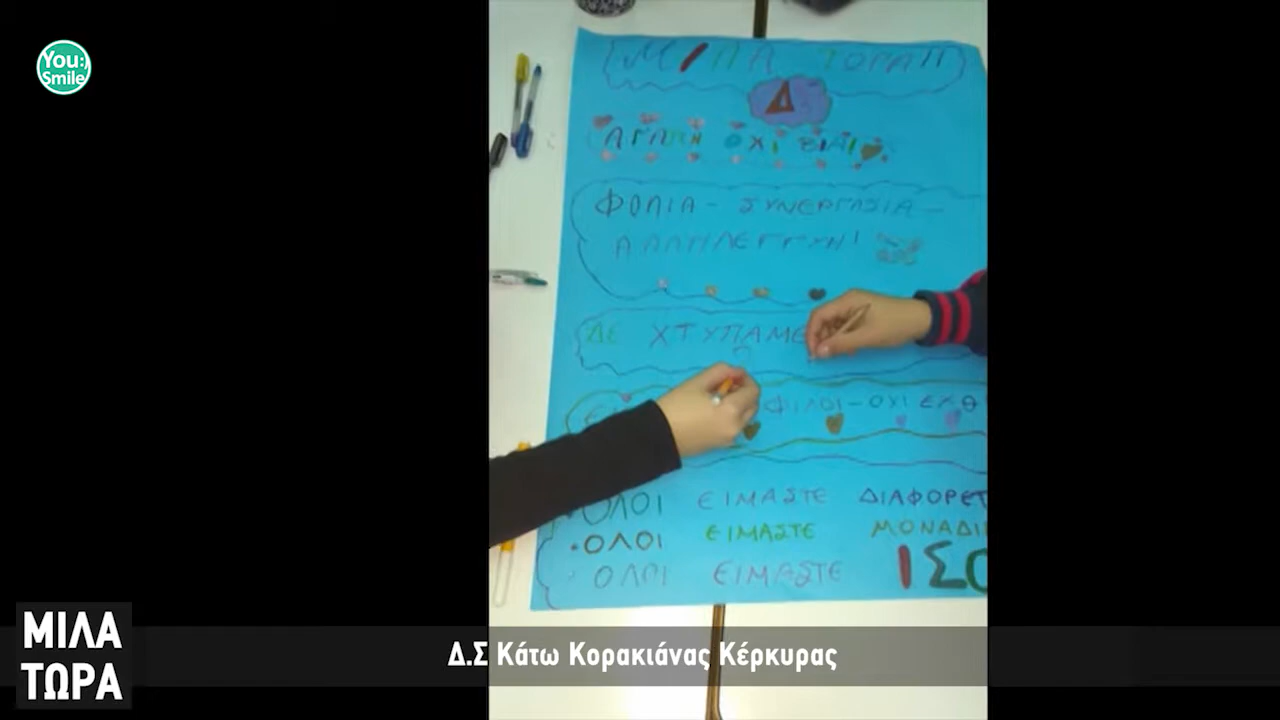 You:)
Smile
ΜΙΛΑ ΤΩΡΑ!!
Δ
ΑΓΑΠΗ ΟΧΙ ΒΙΑ!
ΦΙΛΙΑ - ΣΥΝΕΡΓΑΣΙΑ -
ΑΛΛΗΛΕΓΓΥΗ!
ΔΕ ΧΤΥΠΑΜΕ
ΦΙΛΟΙ - ΟΧΙ ΕΧΘ
ΟΛΟΙ ΕΙΜΑΣΤΕ ΔΙΑΦΟΡΕΤ
• ΟΛΟΙ ΕΙΜΑΣΤΕ ΜΟΝΑΔΙ
ΟΛΟΙ ΕΙΜΑΣΤΕ ΙΣΟ
ΜΙΛΑ
ΤΩΡΑ
Δ.Σ Κάτω Κορακιάνας Κέρκυρας